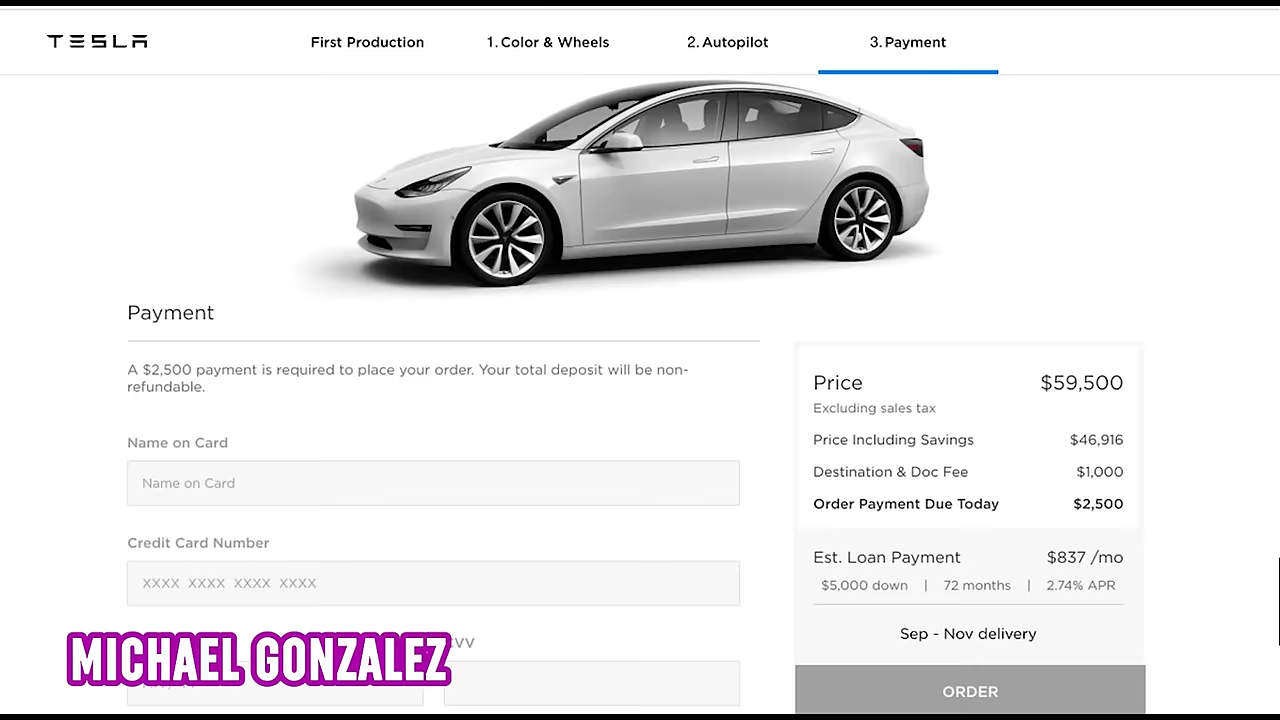 TESLA
First Production
1. Color & Wheels
2. Autopilot
3. Payment
Payment
A $2,500 payment is required to place your order. Your total deposit will be non-
refundable.
Name on Card
Name on Card
Credit Card Number
XXXX XXXX XXXX XXXX
MICHAEL GONZALEZ
Price $59,500
Excluding sales tax
Price Including Savings $46,916
Destination & Doc Fee $1,000
Order Payment Due Today $2,500
Est. Loan Payment $837 /mo
$5,000 down | 72 months | 2.74% APR
Sep - Nov delivery
ORDER